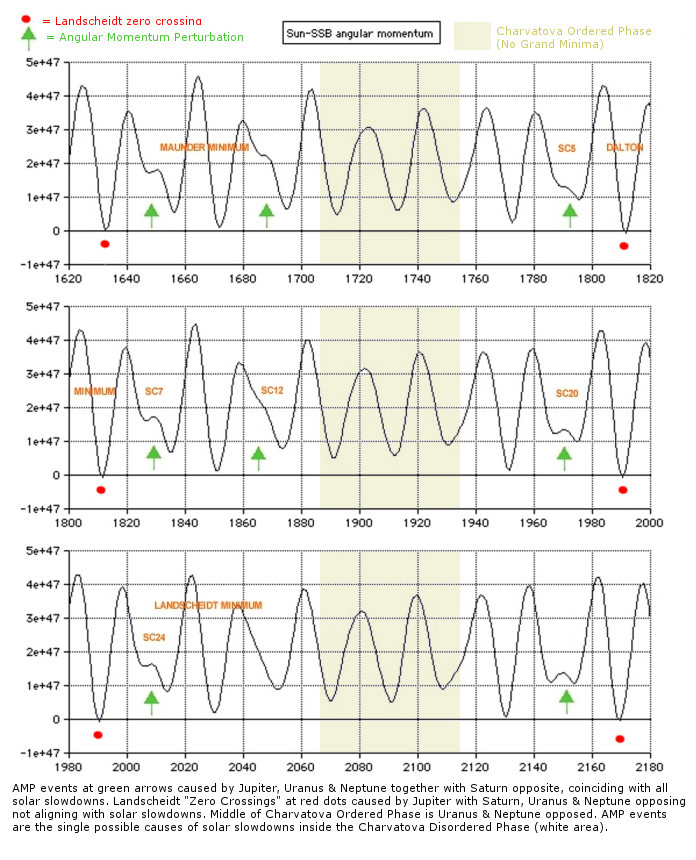 = Landscheidt zero crossing
= Angular Momentum Perturbation
Sun-SSB angular momentum
Charvatova Ordered Phase
(No Grand Minima)
5e+47
4e+47
3e+47
2e+47
1e+47
0
-1e+47
MAUNDER MINIMUM
SC5
DALTON
1620 1640 1660 1680 1700 1720 1740 1760 1780 1800 1820
5e+47
4e+47
3e+47
2e+47
1e+47
0
-1e+47
MINIMUM
SC7
SC12
SC20
1800 1820 1840 1860 1880 1900 1920 1940 1960 1980 2000
5e+47
4e+47
3e+47
2e+47
1e+47
0
-1e+47
LANDSCHEIDT MINIMUM
SC24
1980 2000 2020 2040 2060 2080 2100 2120 2140 2160 2180
AMP events at green arrows caused by Jupiter, Uranus & Neptune together with Saturn opposite, coinciding with all
solar slowdowns. Landscheidt "Zero Crossings" at red dots caused by Jupiter with Saturn, Uranus & Neptune opposing
not aligning with solar slowdowns. Middle of Charvatova Ordered Phase is Uranus & Neptune opposed. AMP events
are the single possible causes of solar slowdowns inside the Charvatova Disordered Phase (white area).